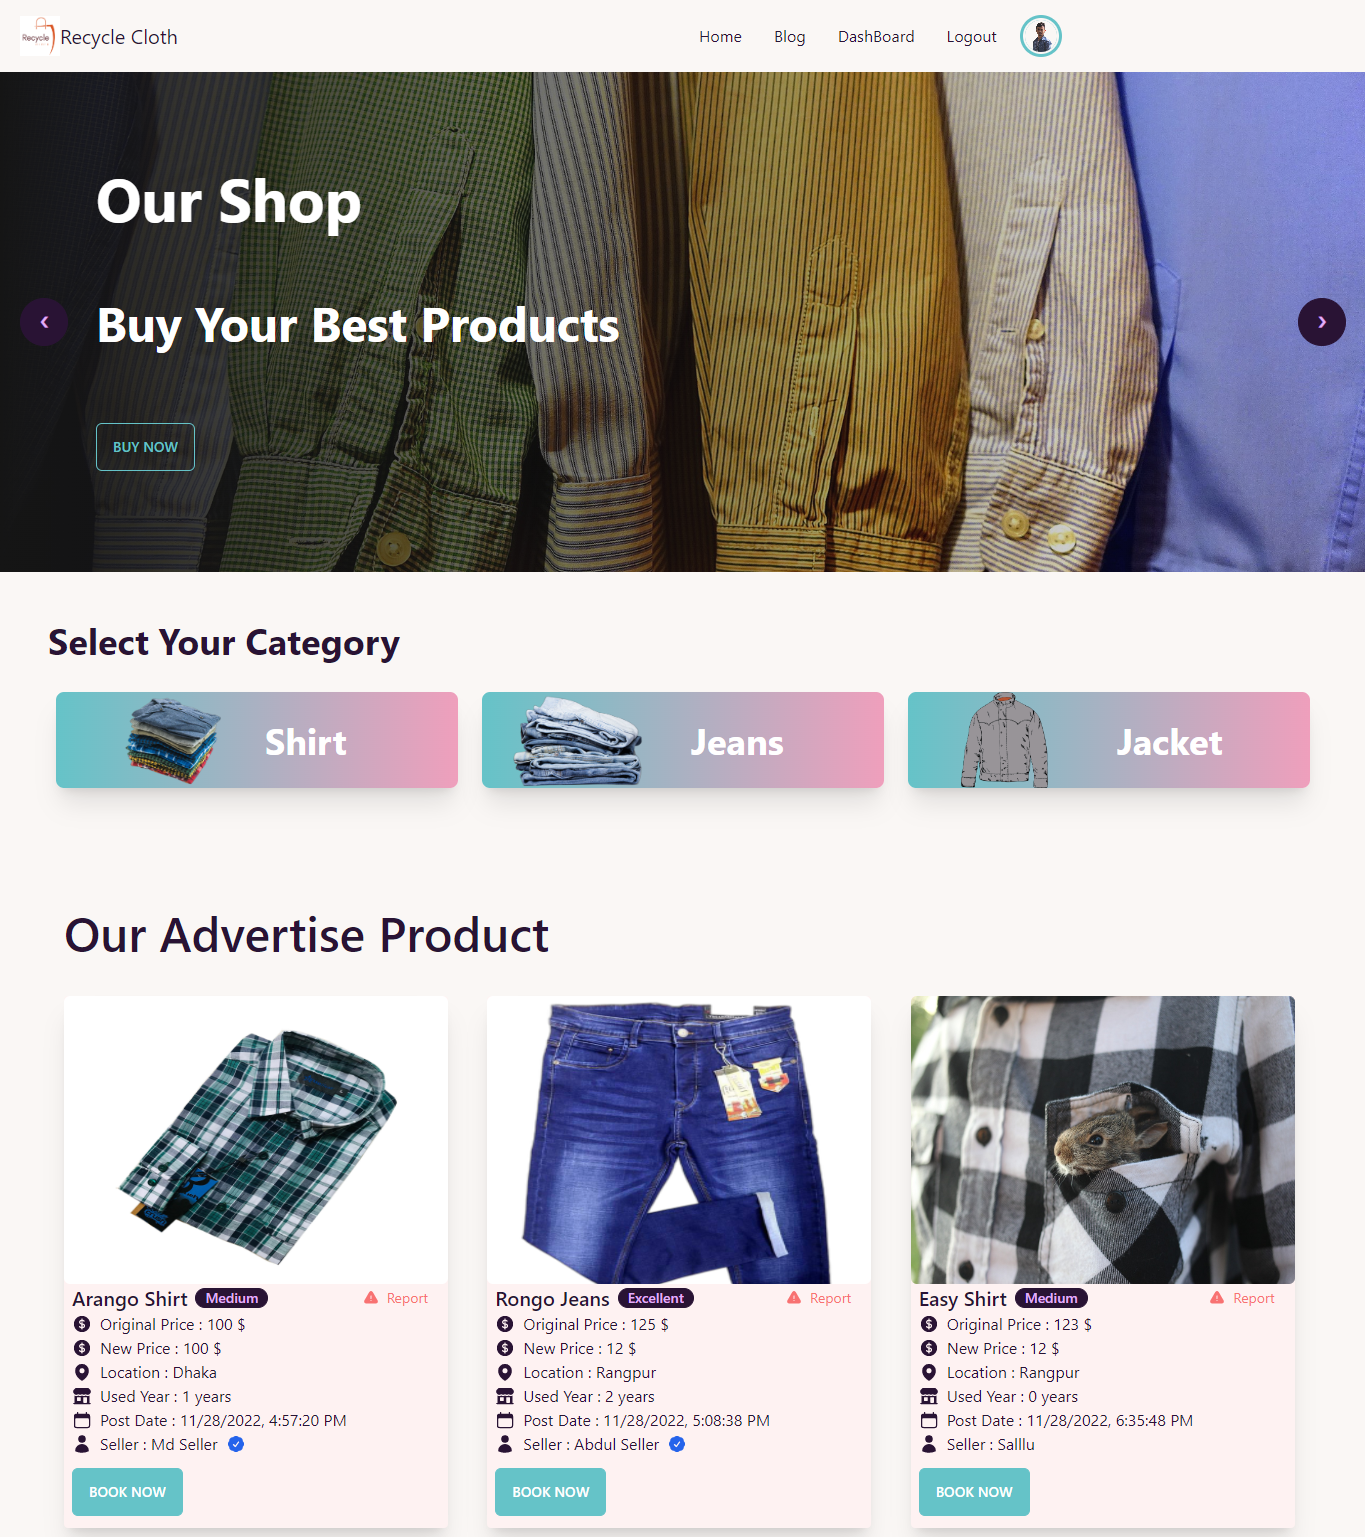 Recycle
Recycle Cloth
Home
Blog
DashBoard
Logout
Our Shop
Buy Your Best Products
BUY NOW
Select Your Category
Shirt
Jeans
Jacket
Our Advertise Product
Arango Shirt Medium Report
Original Price : 100 $
New Price : 100 $
Location : Dhaka
Used Year : 1 years
Post Date : 11/28/2022, 4:57:20 PM
Seller : Md Seller
BOOK NOW
Rongo Jeans Excellent Report
Original Price : 125 $
New Price : 12 $
Location : Rangpur
Used Year : 2 years
Post Date : 11/28/2022, 5:08:38 PM
Seller : Abdul Seller
BOOK NOW
Easy Shirt Medium Report
Original Price : 123 $
New Price : 12 $
Location : Rangpur
Used Year : 0 years
Post Date : 11/28/2022, 6:35:48 PM
Seller : Salllu
BOOK NOW